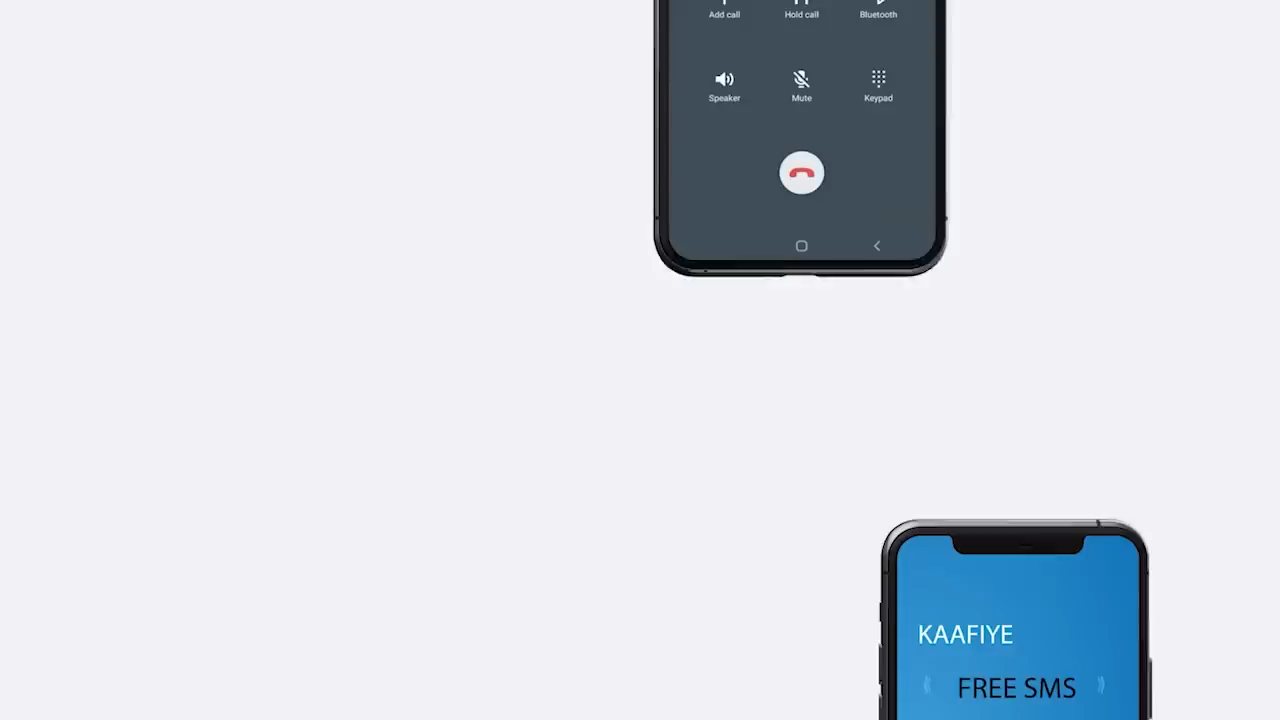 Add call Hold call Bluetooth
Speaker Mute Keypad
KAAFIYE
FREE SMS